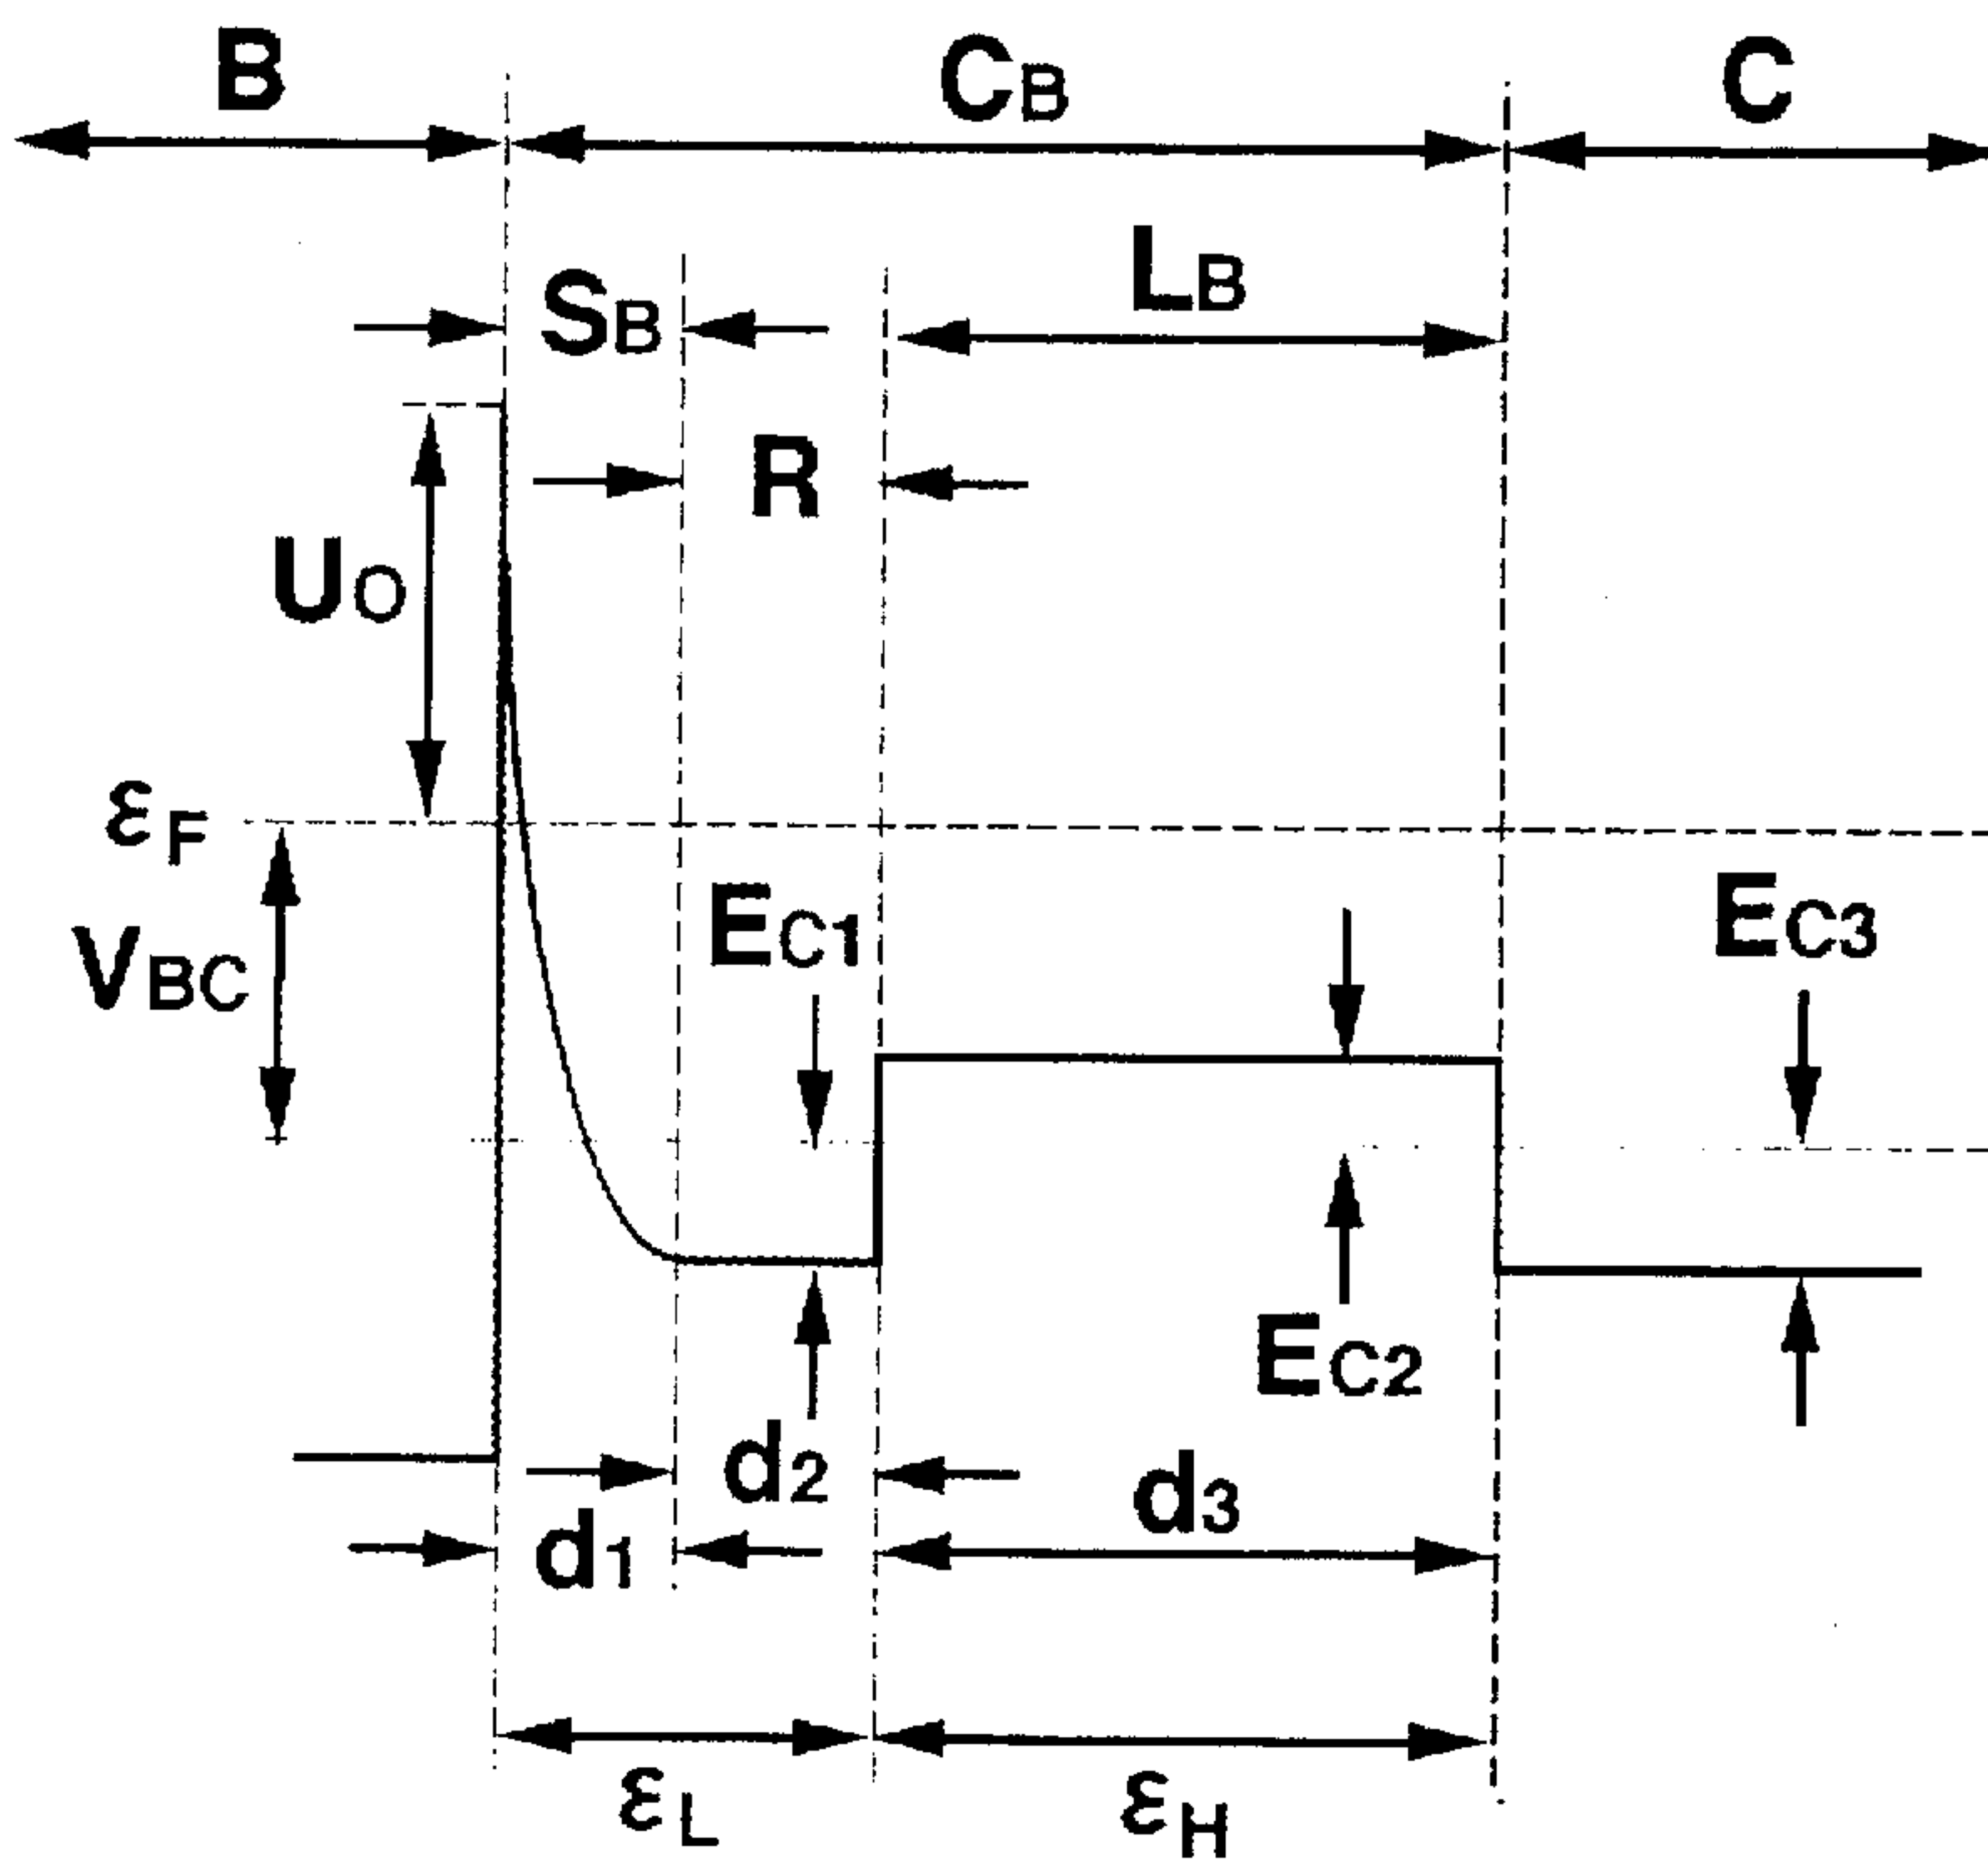 B CB C
LB
SB
R
UO
εF
EC1 EC3
VBC
EC2
d2 d3
d1
εL εH